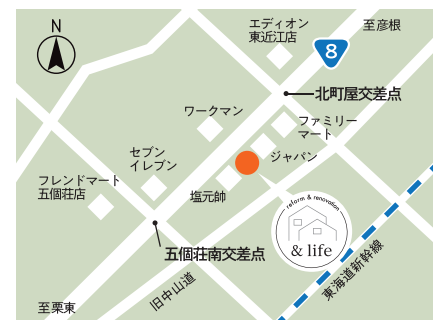 N
エディオン
東近江店
至彦根
8
北町屋交差点
ワークマン
ファミリー
マート
ジャパン
セブン
イレブン
フレンドマート
五個荘店
塩元帥
reform & renovation
& life
五個荘南交差点
旧中山道
東海道新幹線
至栗東